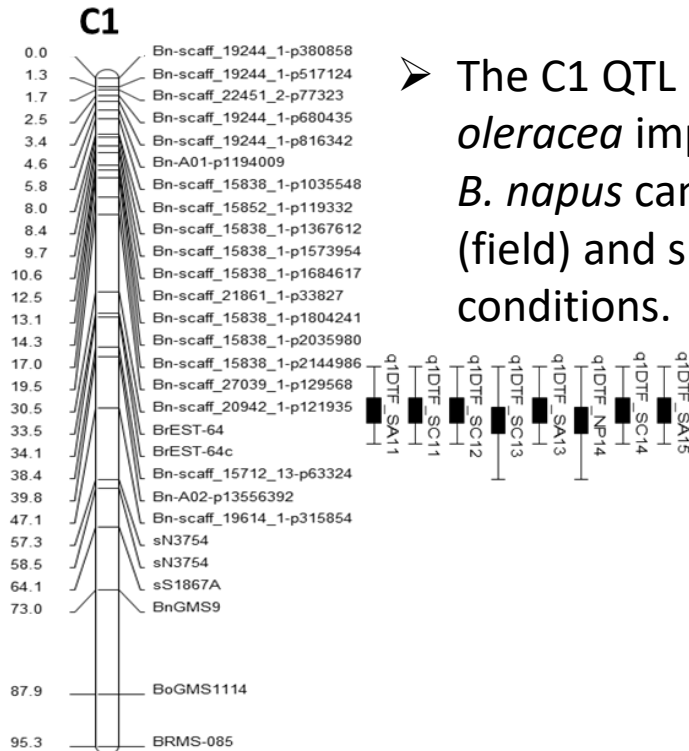 C1
0.0 Bn-scaff_19244_1-p380858
1.3 Bn-scaff_19244_1-p517124
1.7 Bn-scaff_22451_2-p77323
2.5 Bn-scaff_19244_1-p680435
3.4 Bn-scaff_19244_1-p816342
4.6 Bn-A01-p1194009
5.8 Bn-scaff_15838_1-p1035548
8.0 Bn-scaff_15852_1-p119332
8.4 Bn-scaff_15838_1-p1367612
9.7 Bn-scaff_15838_1-p1573954
10.6 Bn-scaff_15838_1-p1684617
12.5 Bn-scaff_21861_1-p33827
13.1 Bn-scaff_15838_1-p1804241
14.3 Bn-scaff_15838_1-p2035980
17.0 Bn-scaff_15838_1-p2144986
19.5 Bn-scaff_27039_1-p129568
30.5 Bn-scaff_20942_1-p121935
33.5 BrEST-64
34.1 BrEST-64c
38.4 Bn-scaff_15712_13-p63324
39.8 Bn-A02-p13556392
47.1 Bn-scaff_19614_1-p315854
57.3 sN3754
58.5 sN3754
64.1 sS1867A
73.0 BnGMS9
87.9 BoGMS1114
95.3 BRMS-085
➢ The C1 QTL
oleracea imp
B. napus can
(field) and s
conditions.
q1DTF_SA11
q1DTF_SC11
q1DTF_SC12
q1DTF_SC13
q1DTF_SA13
q1DTF_NP14
q1DTF_SC14
q1DTF_SA15